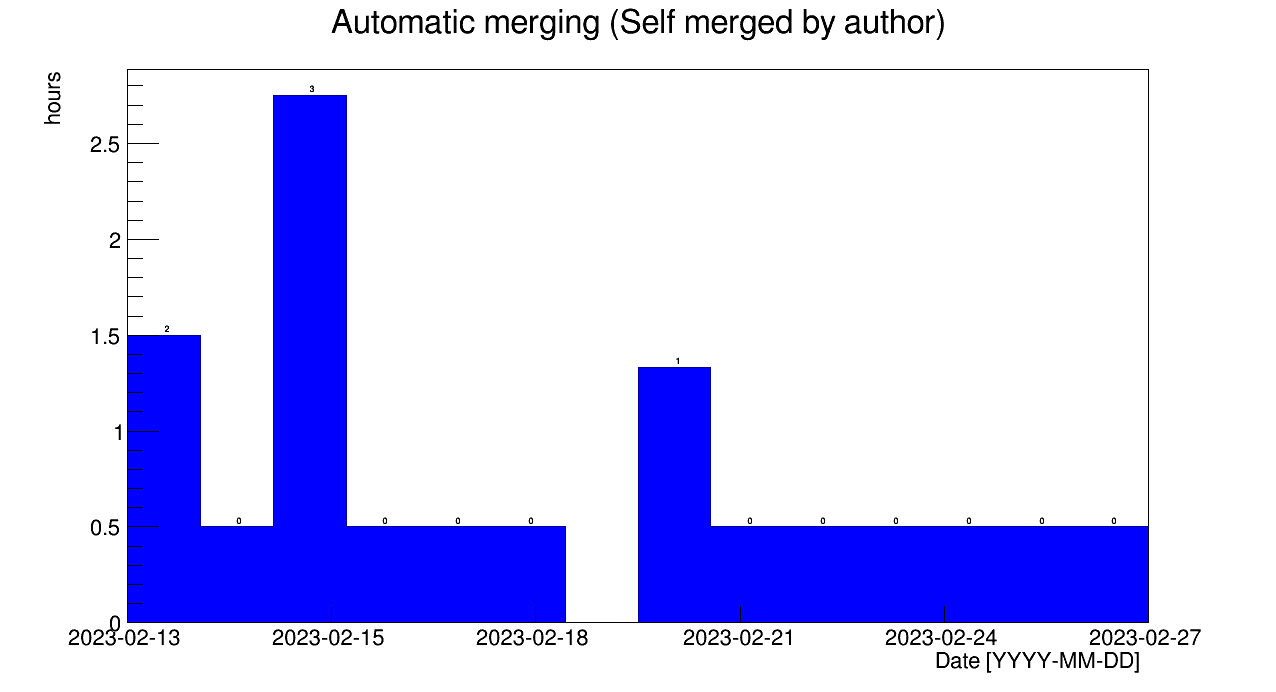 Automatic merging (Self merged by author)
hours
3
2.5
2
2
1.5
1
1
0.5
0 0 0 0 0 0 0 0 0 0
0
2023-02-13 2023-02-15 2023-02-18 2023-02-21 2023-02-24 2023-02-27
Date [YYYY-MM-DD]